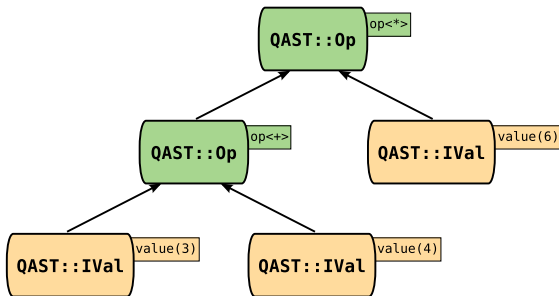 QAST::Op
op<*>
QAST::Op
op<+>
QAST::IVal
value(6)
QAST::IVal
value(3)
QAST::IVal
value(4)